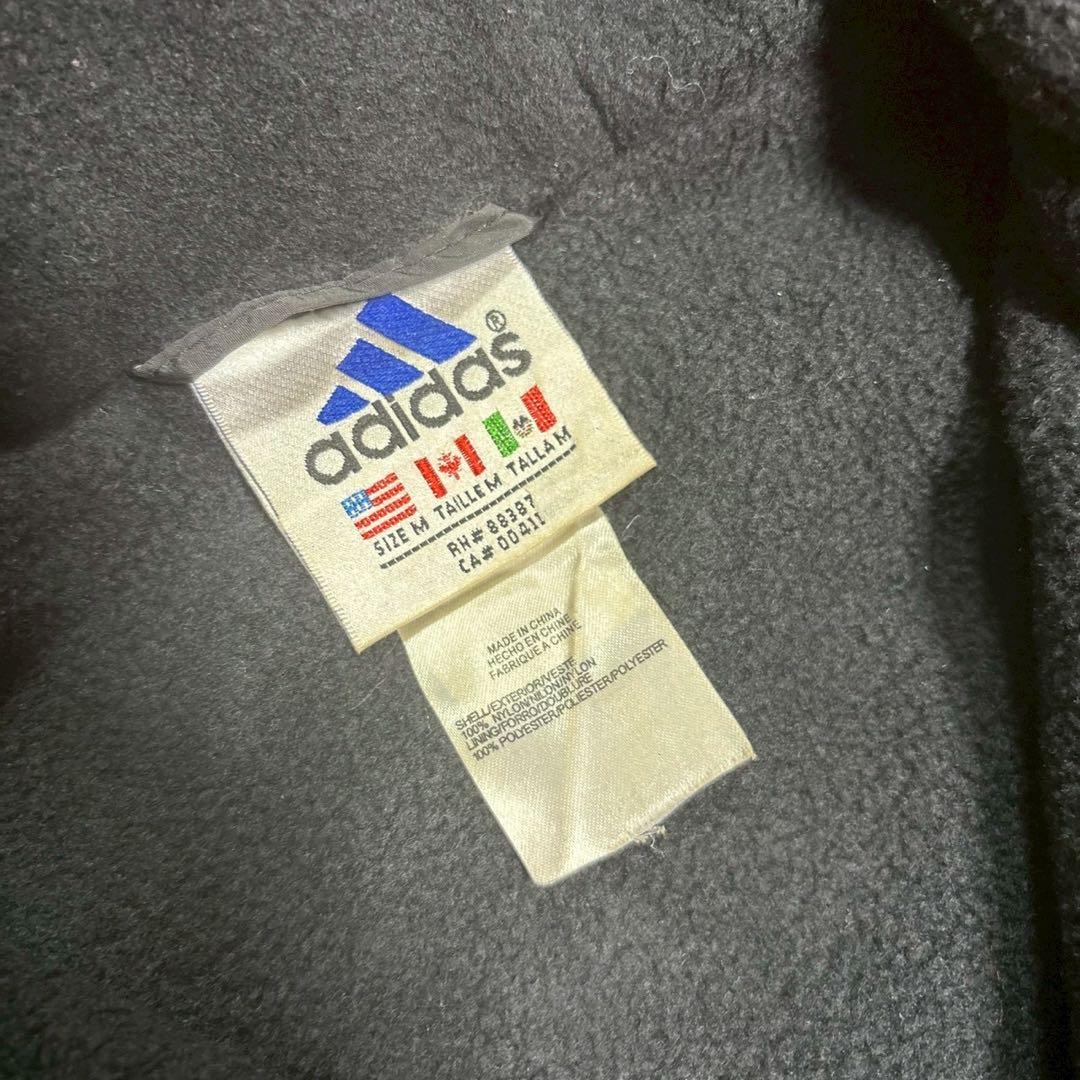 adidas®
SIZE M TAILLE M TALLA M
RH# 88387
CA# 00411
MADE IN CHINA
HECHO EN CHINE
FABRIQUE A CHINE
SHELL/EXTERIOR/VESTE
100% NYLON/NILON/NYLON
LINING/FORRO/DOUBLURE
100% POLYESTER/POLIESTER/POLYESTER